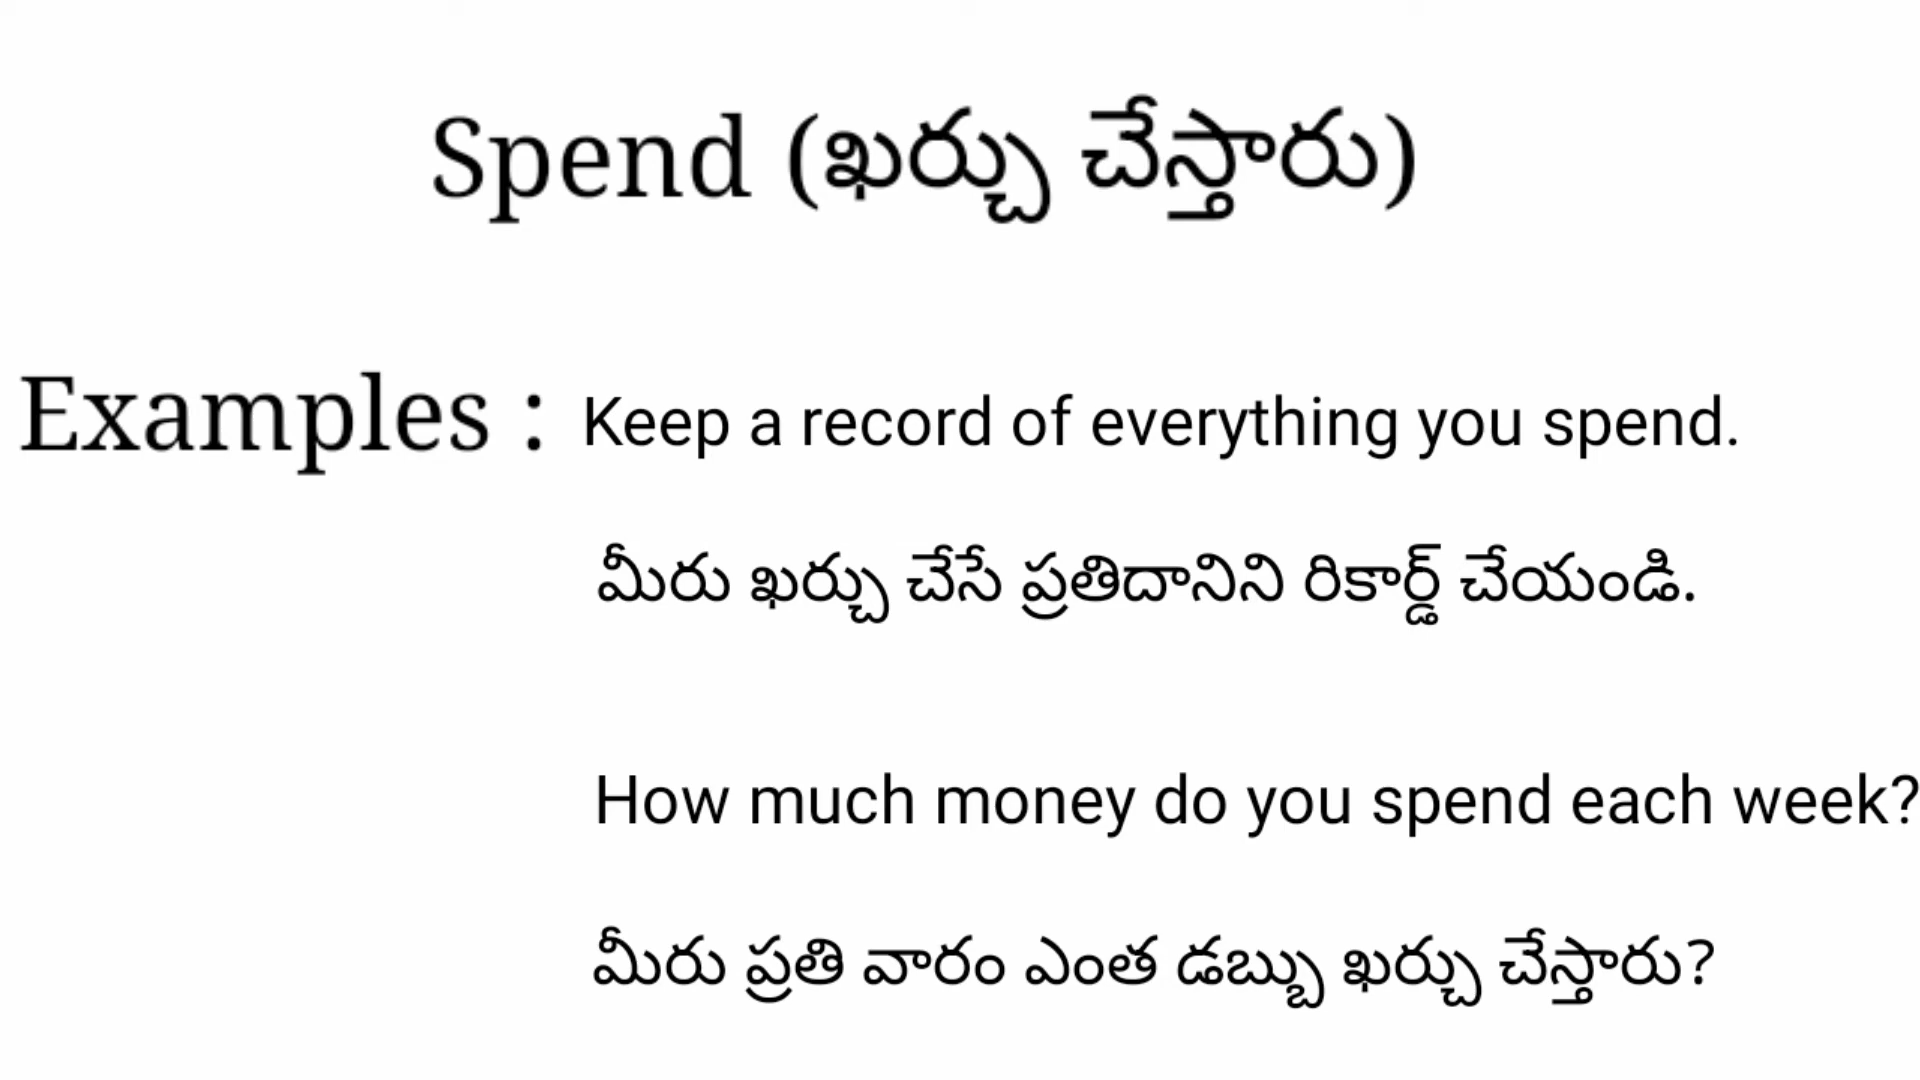 Spend (ఖర్చు చేస్తారు)
Examples : Keep a record of everything you spend.
మీరు ఖర్చు చేసే ప్రతిదానిని రికార్డ్ చేయండి.
How much money do you spend each week?
మీరు ప్రతి వారం ఎంత డబ్బు ఖర్చు చేస్తారు?